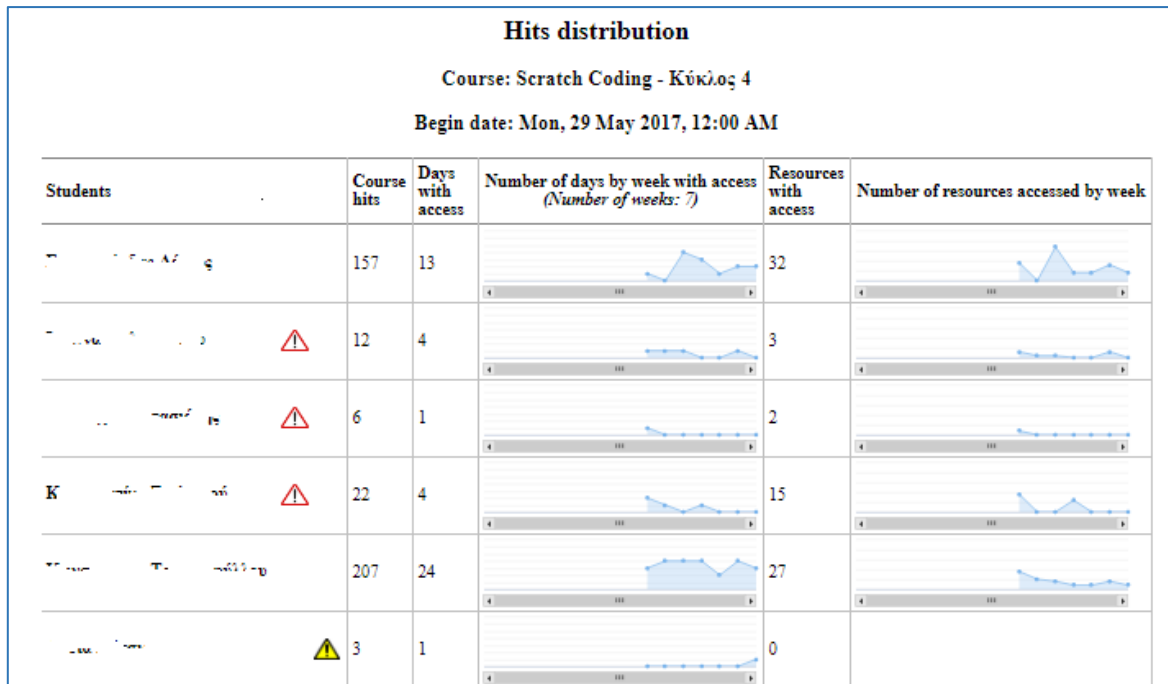 Hits distribution
Course: Scratch Coding - Κύκλος 4
Begin date: Mon, 29 May 2017, 12:00 AM
Students Course hits Days with access Number of days by week with access (Number of weeks: 7) Resources with access Number of resources accessed by week
157 13 32
12 4 3
6 1 2
22 4 15
207 24 27
3 1 0